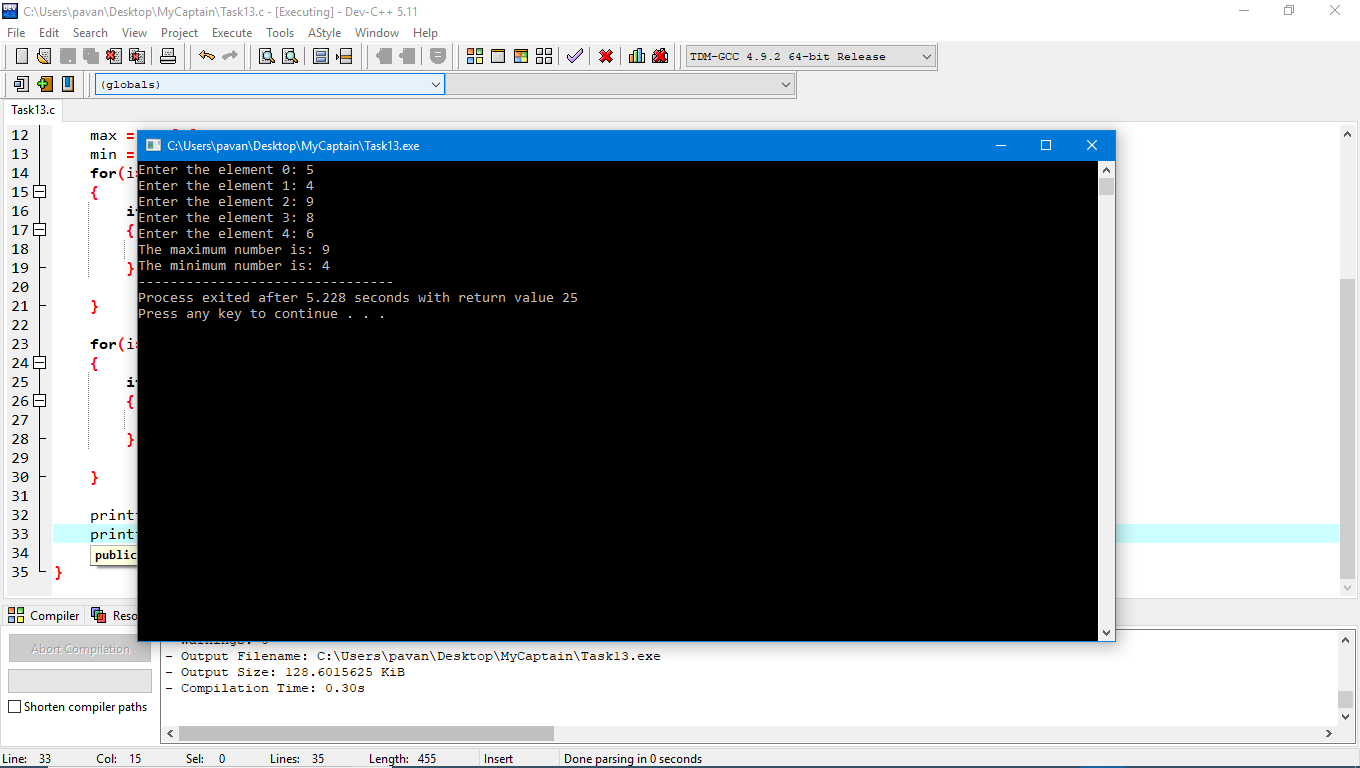 C:\Users\pavan\Desktop\MyCaptain\Task13.c - [Executing] - Dev-C++ 5.11
File Edit Search View Project Execute Tools AStyle Window Help
TDM-GCC 4.9.2 64-bit Release
(globals)
Task13.c
12 max =
13 min =
14 for(i
15 {
16
17 {
18
19 }
20
21 }
22
23 for(i
24 {
25
26 {
27
28 }
29
30 }
31
32 print
33 print
34 public
35 }
C:\Users\pavan\Desktop\MyCaptain\Task13.exe
Enter the element 0: 5
Enter the element 1: 4
Enter the element 2: 9
Enter the element 3: 8
Enter the element 4: 6
The maximum number is: 9
The minimum number is: 4
--------------------------------
Process exited after 5.228 seconds with return value 25
Press any key to continue . . .
Compiler Reso
Abort Compilation
Shorten compiler paths
- Output Filename: C:\Users\pavan\Desktop\MyCaptain\Task13.exe
- Output Size: 128.6015625 KiB
- Compilation Time: 0.30s
Line: 33 Col: 15 Sel: 0 Lines: 35 Length: 455 Insert Done parsing in 0 seconds